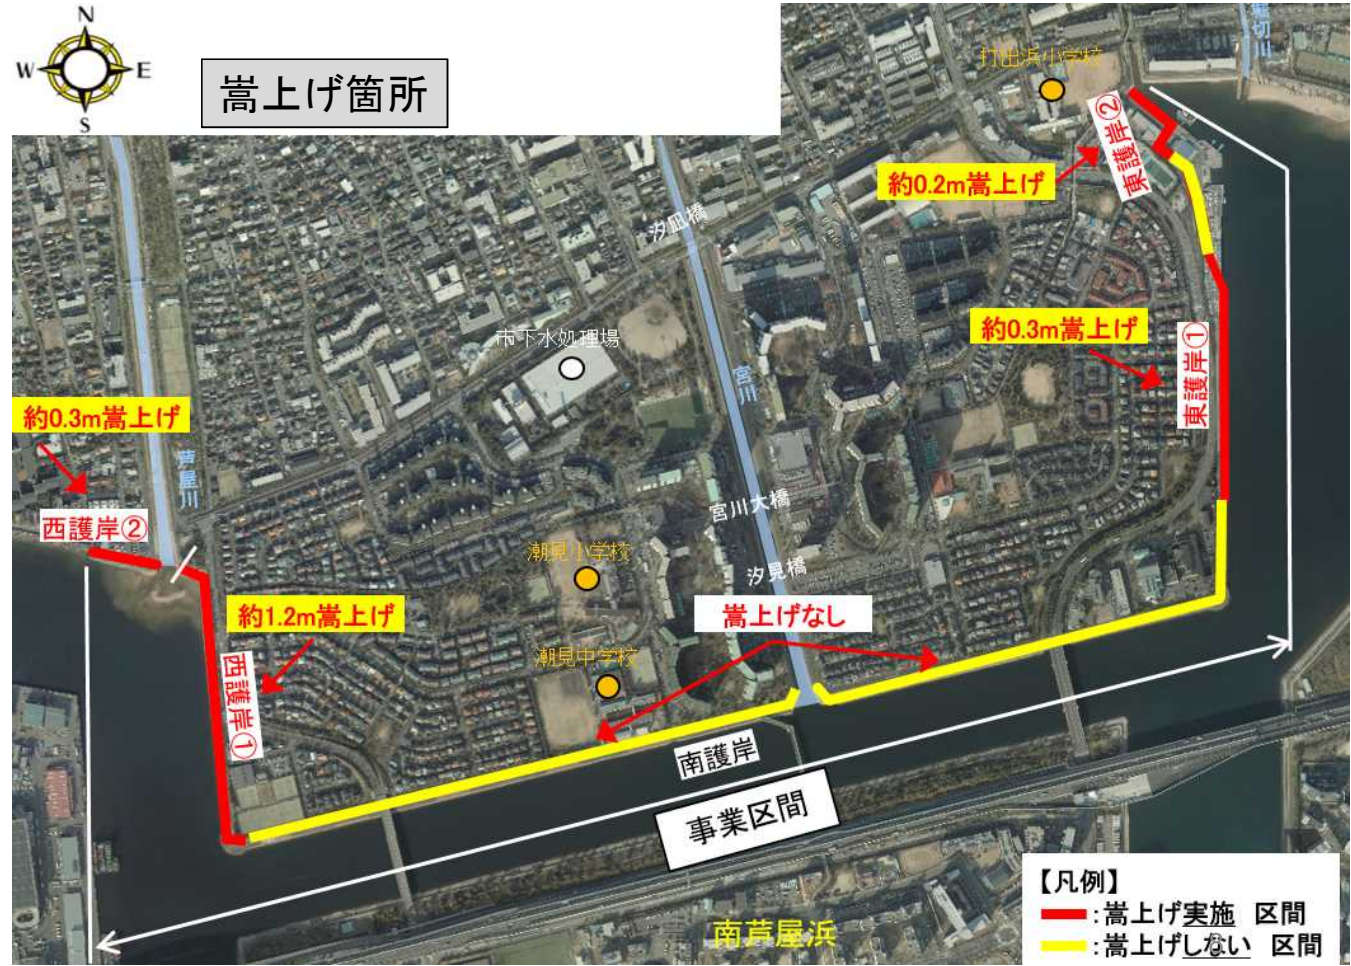 N
W
E
S
嵩上げ箇所
打出浜小学校
堀切川
東護岸②
約0.2m嵩上げ
汐凪橋
約0.3m嵩上げ
東護岸①
市下水処理場
宮川
約0.3m嵩上げ
芦屋川
西護岸②
宮川大橋
潮見小学校
汐見橋
約1.2m嵩上げ
嵩上げなし
潮見中学校
西護岸①
南護岸
事業区間
南芦屋浜
【凡例】
:嵩上げ実施 区間
:嵩上げしない 区間